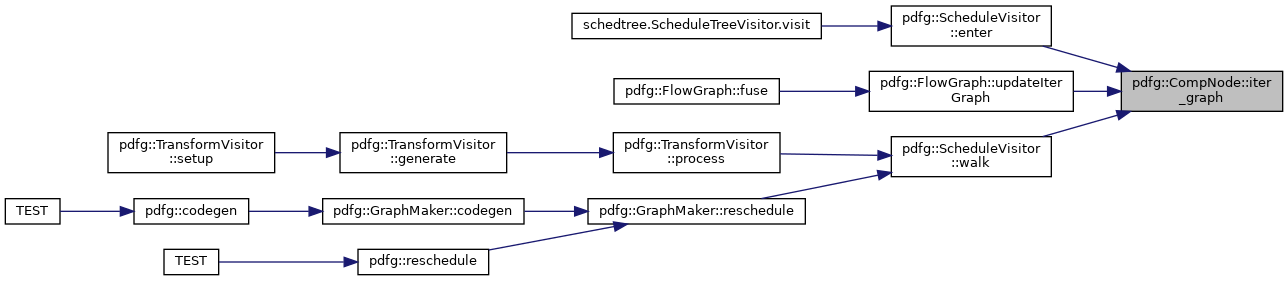 schedtree.ScheduleTreeVisitor.visit
pdfg::ScheduleVisitor
::enter
pdfg::CompNode::iter
_graph
pdfg::FlowGraph::fuse
pdfg::FlowGraph::updateIter
Graph
pdfg::TransformVisitor
::setup
pdfg::TransformVisitor
::generate
pdfg::TransformVisitor
::process
pdfg::ScheduleVisitor
::walk
TEST
pdfg::codegen
pdfg::GraphMaker::codegen
pdfg::GraphMaker::reschedule
TEST
pdfg::reschedule